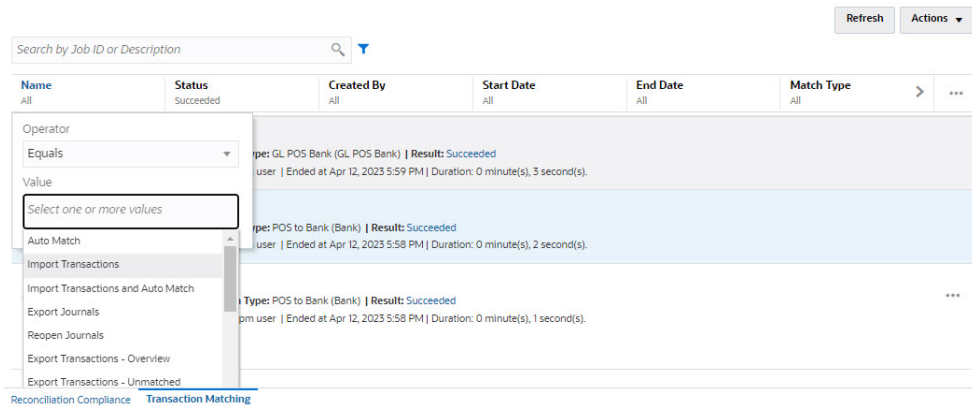 Refresh
Actions
Search by Job ID or Description
Name
All
Status
Succeeded
Created By
All
Start Date
All
End Date
All
Match Type
All
Operator
Equals
Value
Select one or more values
Auto Match
Import Transactions
Import Transactions and Auto Match
Export Journals
Reopen Journals
Export Transactions - Overview
Export Transactions - Unmatched
GL POS Bank (GL POS Bank) | Result: Succeeded
user | Ended at Apr 12, 2023 5:59 PM | Duration: 0 minute(s), 3 second(s).
POS to Bank (Bank) | Result: Succeeded
user | Ended at Apr 12, 2023 5:58 PM | Duration: 0 minute(s), 2 second(s).
Type: POS to Bank (Bank) | Result: Succeeded
user | Ended at Apr 12, 2023 5:58 PM | Duration: 0 minute(s), 1 second(s).
Reconciliation Compliance
Transaction Matching